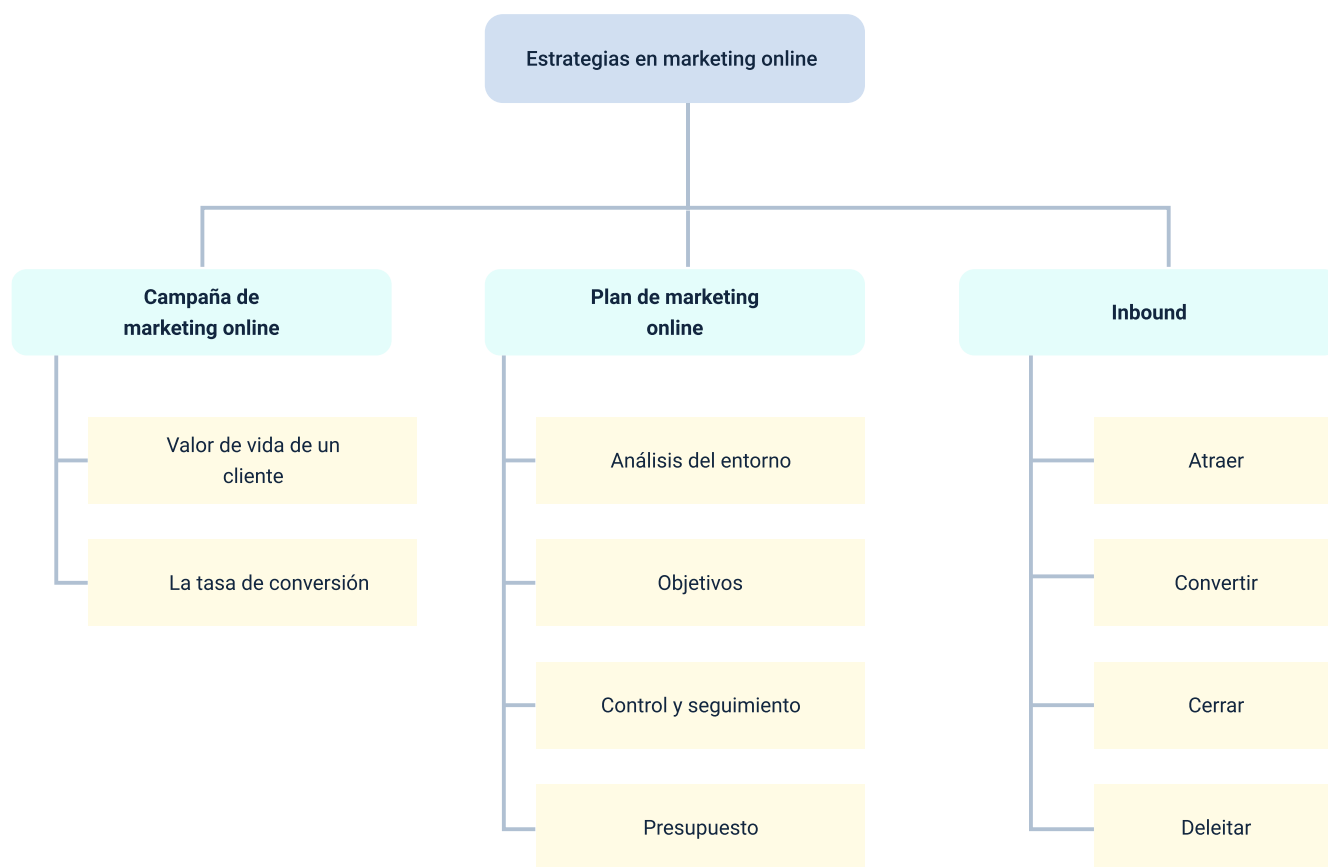 Estrategias en marketing online
Campaña de
marketing online
Valor de vida de un
cliente
La tasa de conversión
Plan de marketing
online
Análisis del entorno
Objetivos
Control y seguimiento
Presupuesto
Inbound
Atraer
Convertir
Cerrar
Deleitar